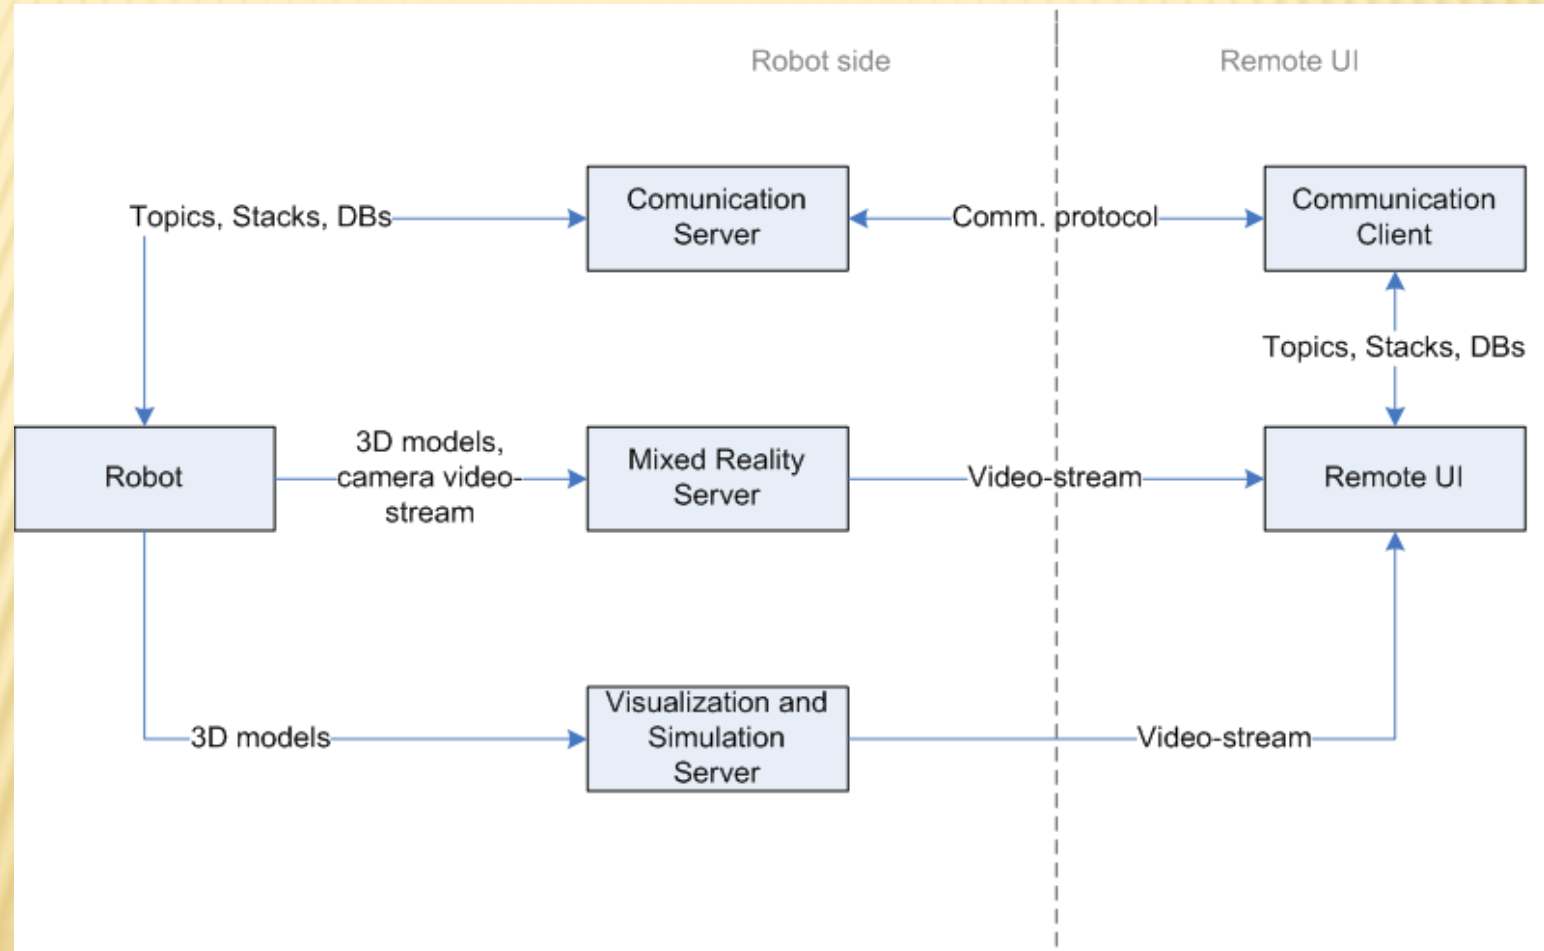 Robot side
Remote UI
Comunication
Server
Communication
Client
Topics, Stacks, DBs
Comm. protocol
Topics, Stacks, DBs
Robot
3D models,
camera video-
stream
Mixed Reality
Server
Video-stream
Remote UI
Visualization and
Simulation
Server
3D models
Video-stream